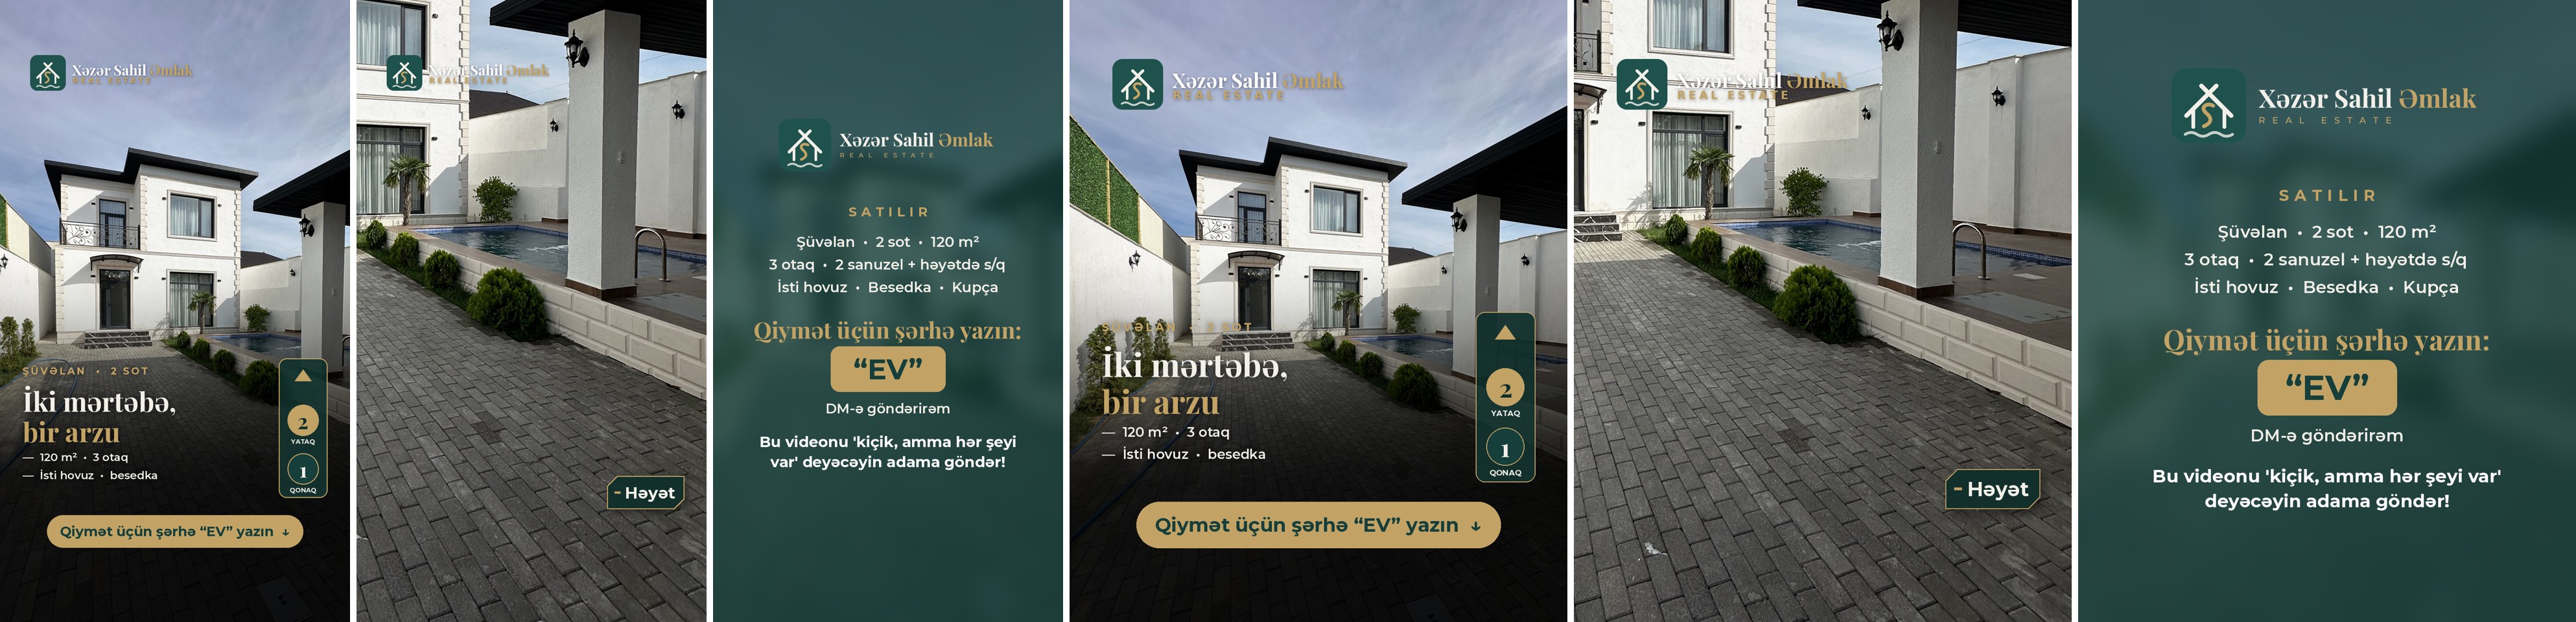 Xəzər Sahil Əmlak
REAL ESTATE
ŞÜVƏLAN • 2 SOT
İki mərtəbə,
bir arzu
— 120 m² • 3 otaq
— İsti hovuz • besedka
2
YATAQ
1
QONAQ
Qiymət üçün şərhə “EV” yazın ↓
Xəzər Sahil Əmlak
REAL ESTATE
- Həyət
Xəzər Sahil Əmlak
REAL ESTATE
SATILIR
Şüvəlan • 2 sot • 120 m²
3 otaq • 2 sanuzel + həyətdə s/q
İsti hovuz • Besedka • Kupça
Qiymət üçün şərhə yazın:
“EV”
DM-ə göndərirəm
Bu videonu 'kiçik, amma hər şeyi
var' deyəcəyin adama göndər!
Xəzər Sahil Əmlak
REAL ESTATE
ŞÜVƏLAN • 2 SOT
İki mərtəbə,
bir arzu
— 120 m² • 3 otaq
— İsti hovuz • besedka
2
YATAQ
1
QONAQ
Qiymət üçün şərhə “EV” yazın ↓
Xəzər Sahil Əmlak
REAL ESTATE
- Həyət
Xəzər Sahil Əmlak
REAL ESTATE
SATILIR
Şüvəlan • 2 sot • 120 m²
3 otaq • 2 sanuzel + həyətdə s/q
İsti hovuz • Besedka • Kupça
Qiymət üçün şərhə yazın:
“EV”
DM-ə göndərirəm
Bu videonu 'kiçik, amma hər şeyi var'
deyəcəyin adama göndər!